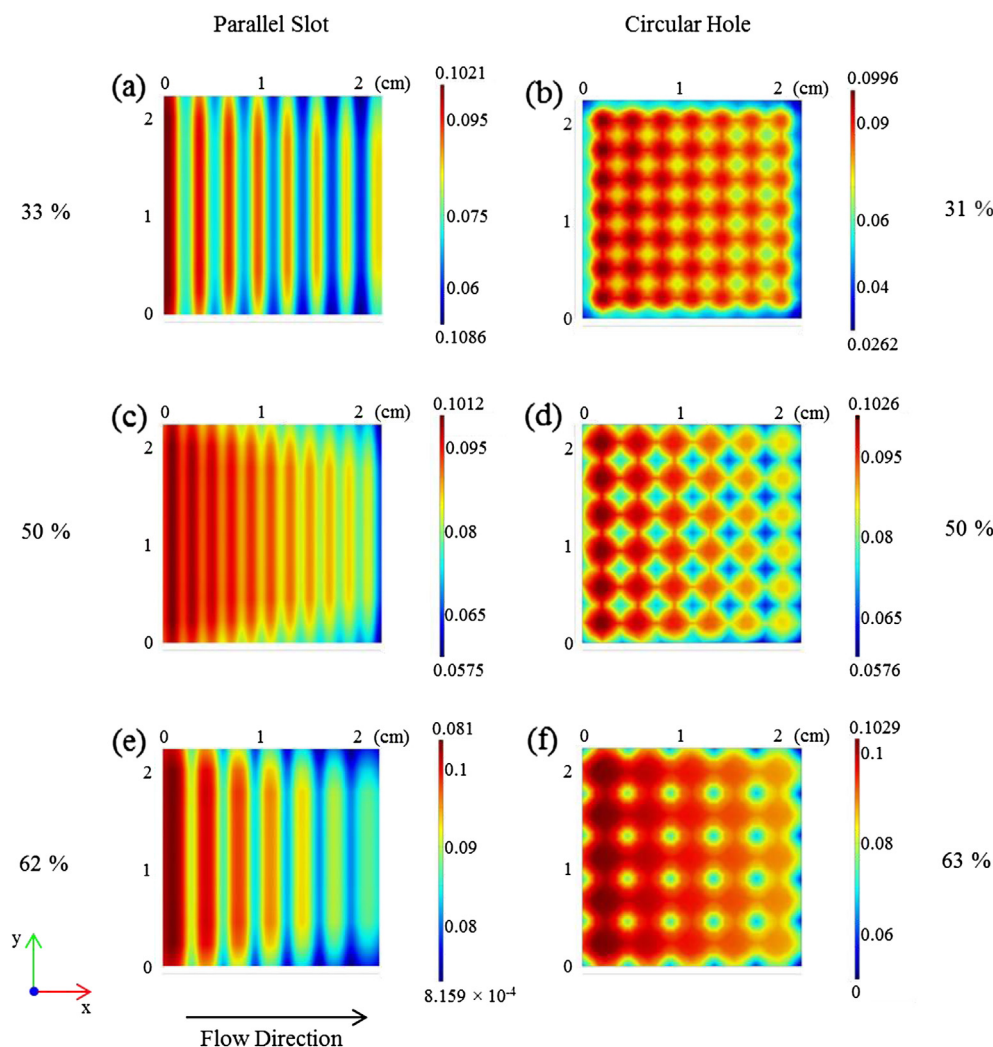 Parallel Slot
Circular Hole
(a)
0 1 2 (cm)
2
1
0
0.1021
0.095
0.075
0.06
0.1086
33 %
(b)
0 1 2 (cm)
2
1
0
0.0996
0.09
0.06
0.04
0.0262
31 %
(c)
0 1 2 (cm)
2
1
0
0.1012
0.095
0.08
0.065
0.0575
50 %
(d)
0 1 2 (cm)
2
1
0
0.1026
0.095
0.08
0.065
0.0576
50 %
(e)
0 1 2 (cm)
2
1
0
0.081
0.1
0.09
0.08
8.159 × 10-4
62 %
(f)
0 1 2 (cm)
2
1
0
0.1029
0.1
0.08
0.06
0
63 %
y
x
Flow Direction